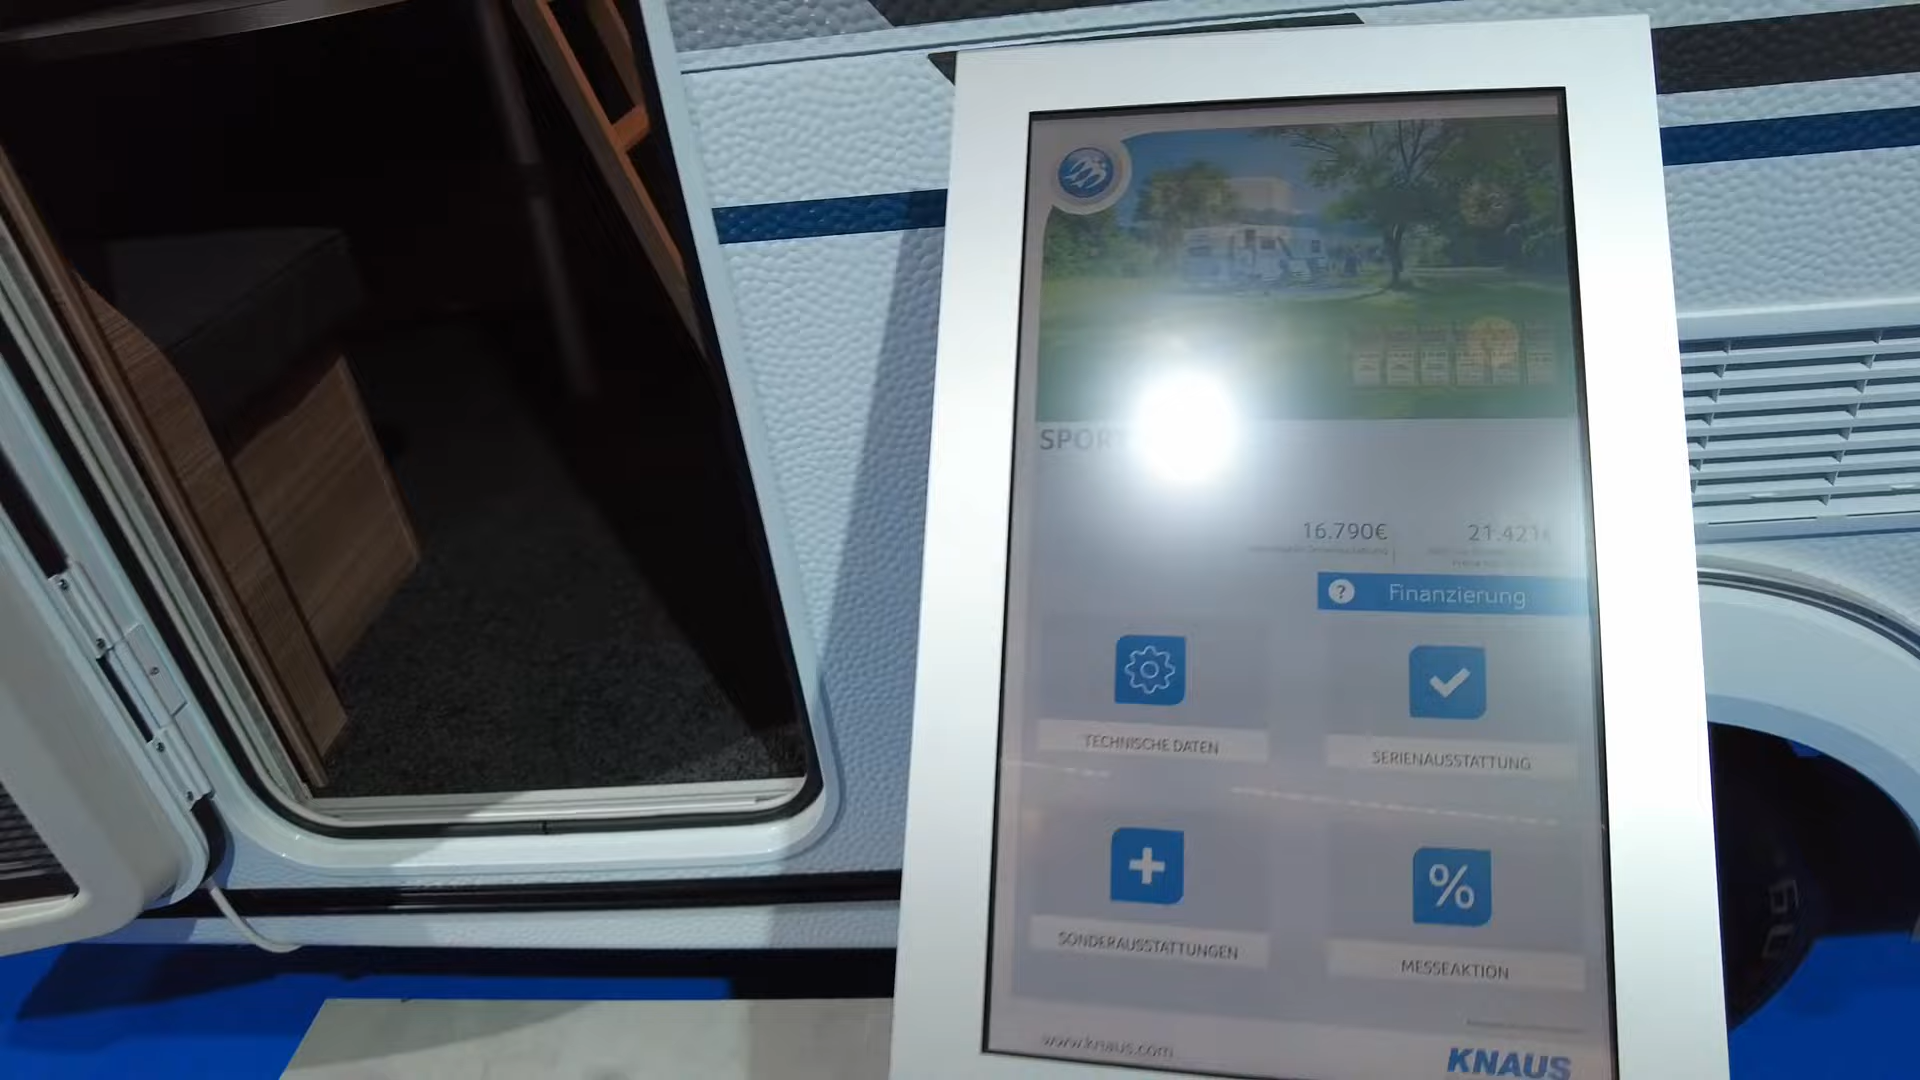 SPORT
16.790€
21.421€
? Finanzierung
TECHNISCHE DATEN
SERIENAUSSTATTUNG
SONDERAUSSTATTUNGEN
MESSEAKTION
www.knaus.com
KNAUS